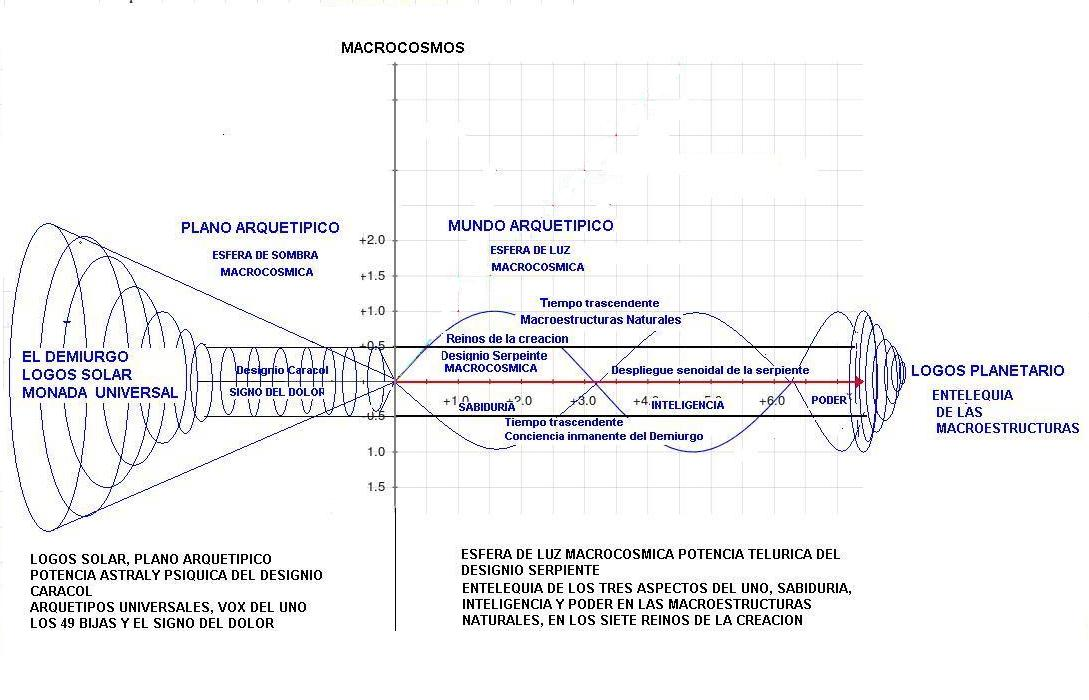 MACROCOSMOS
PLANO ARQUETIPICO
ESFERA DE SOMBRA
MACROCOSMICA
MUNDO ARQUETIPICO
ESFERA DE LUZ
MACROCOSMICA
+2.0
+1.5
+1.0
+0.5
0.5
1.0
1.5
Tiempo trascendente
Macroestructuras Naturales
Reinos de la creacion
Designio Serpeinte
MACROCOSMICA
Despliegue senoidal de la serpiente
EL DEMIURGO
LOGOS SOLAR
MONADA UNIVERSAL
Designio Caracol
SIGNO DEL DOLOR
+1.0
+2.0
+3.0
+4.0
+5.0
+6.0
SABIDURIA
INTELIGENCIA
PODER
Tiempo trascendente
Conciencia inmanente del Demiurgo
LOGOS PLANETARIO
ENTELEQUIA
DE LAS
MACROESTRUCTURAS
LOGOS SOLAR, PLANO ARQUETIPICO
POTENCIA ASTRALY PSIQUICA DEL DESIGNIO
CARACOL
ARQUETIPOS UNIVERSALES, VOX DEL UNO
LOS 49 BIJAS Y EL SIGNO DEL DOLOR
ESFERA DE LUZ MACROCOSMICA POTENCIA TELURICA DEL
DESIGNIO SERPIENTE
ENTELEQUIA DE LOS TRES ASPECTOS DEL UNO, SABIDURIA,
INTELIGENCIA Y PODER EN LAS MACROESTRUCTURAS
NATURALES, EN LOS SIETE REINOS DE LA CREACION